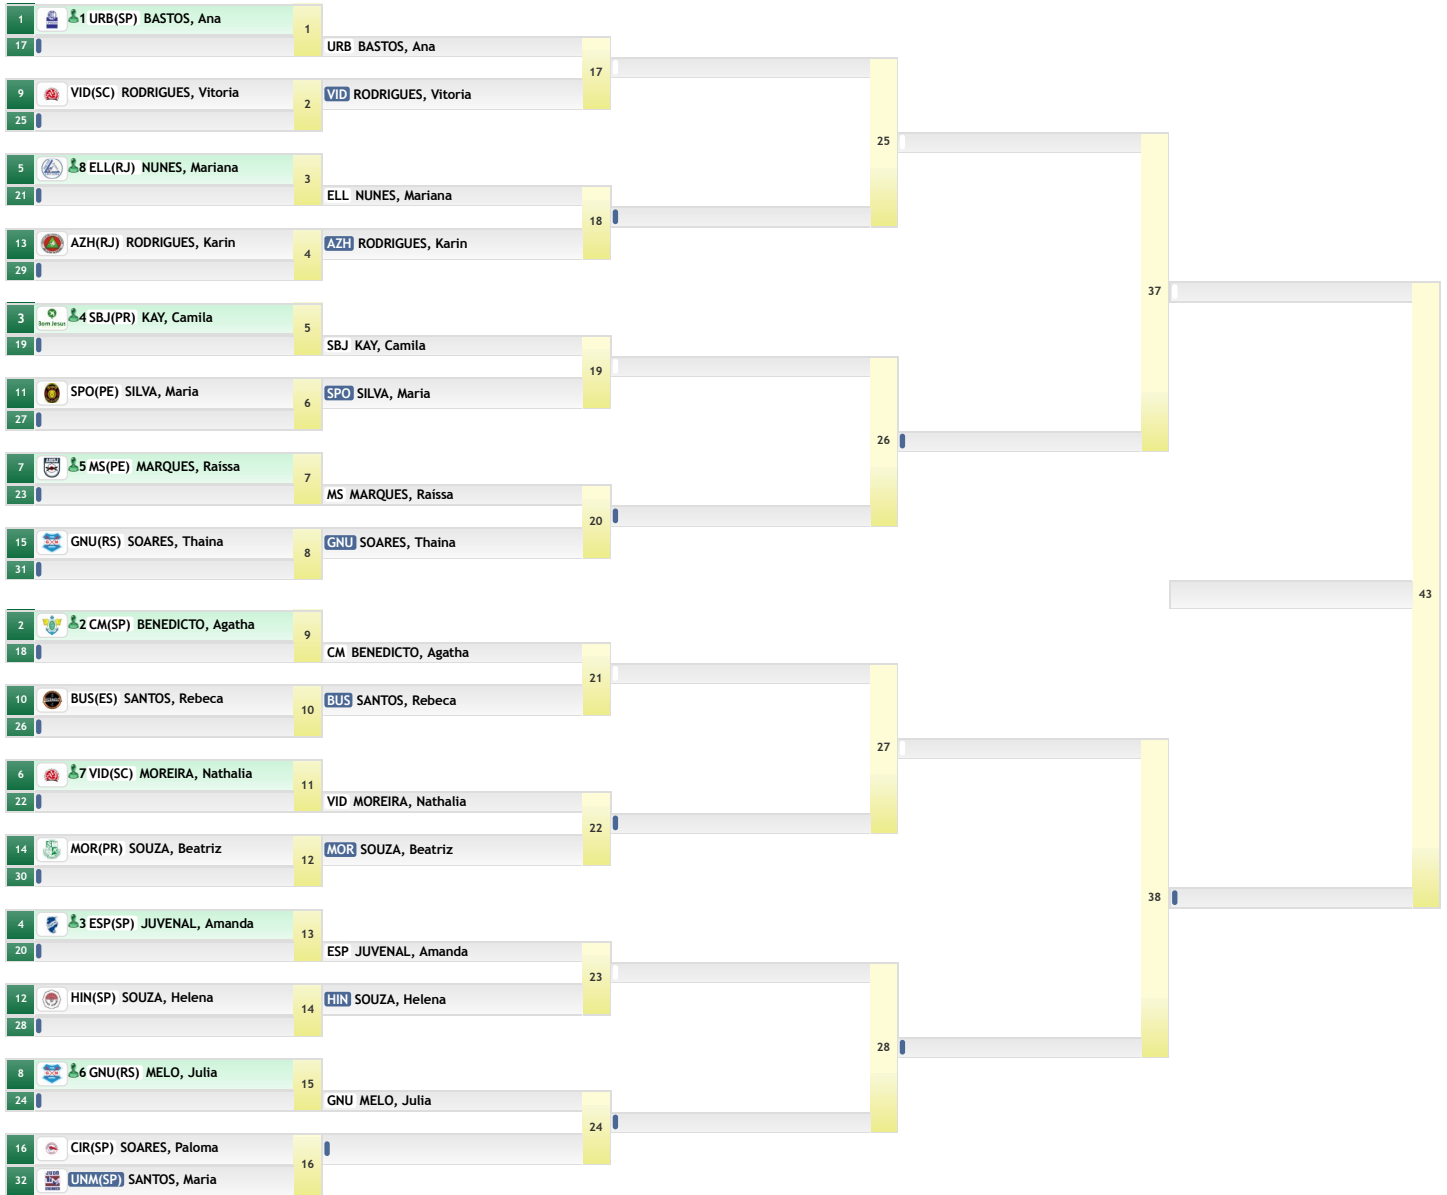 1 1 URB(SP) BASTOS, Ana 1
17
URB BASTOS, Ana
17
9 VID(SC) RODRIGUES, Vitoria 2
VID RODRIGUES, Vitoria
25
25
5 8 ELL(RJ) NUNES, Mariana 3
21
ELL NUNES, Mariana
18
13 AZH(RJ) RODRIGUES, Karin 4
AZH RODRIGUES, Karin
29
37
3 Bom Jesus 4 SBJ(PR) KAY, Camila 5
19
SBJ KAY, Camila
19
11 SPO(PE) SILVA, Maria 6
SPO SILVA, Maria
27
26
7 5 MS(PE) MARQUES, Raíssa 7
23
MS MARQUES, Raíssa
20
15 GNU(RS) SOARES, Thaina 8
GNU SOARES, Thaina
31
43
2 2 CM(SP) BENEDICTO, Agatha 9
18
CM BENEDICTO, Agatha
21
10 BUS(ES) SANTOS, Rebeca 10
BUS SANTOS, Rebeca
26
27
6 7 VID(SC) MOREIRA, Nathalia 11
22
VID MOREIRA, Nathalia
22
14 MOR(PR) SOUZA, Beatriz 12
MOR SOUZA, Beatriz
30
38
4 3 ESP(SP) JUVENAL, Amanda 13
20
ESP JUVENAL, Amanda
23
12 HIN(SP) SOUZA, Helena 14
HIN SOUZA, Helena
28
28
8 6 GNU(RS) MELO, Julia 15
24
GNU MELO, Julia
24
16 CIR(SP) SOARES, Paloma 16
32 UNM(SP) SANTOS, Maria